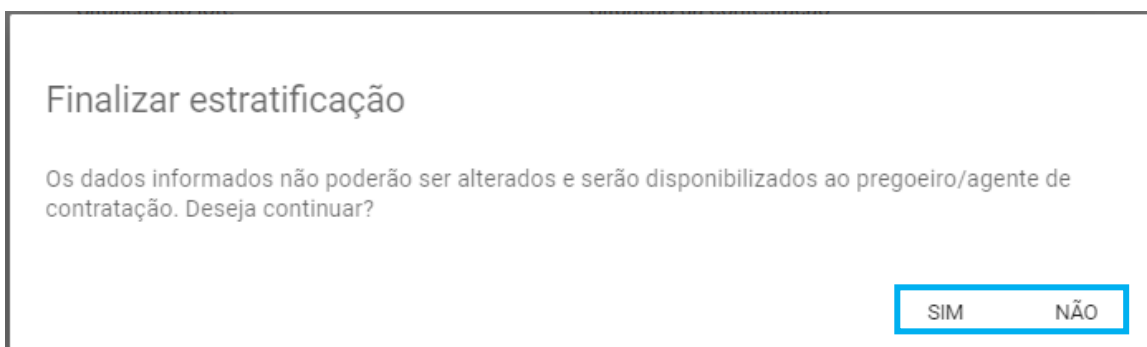 Finalizar estratificação
Os dados informados não poderão ser alterados e serão disponibilizados ao pregoeiro/agente de
contratação. Deseja continuar?
SIM NÃO